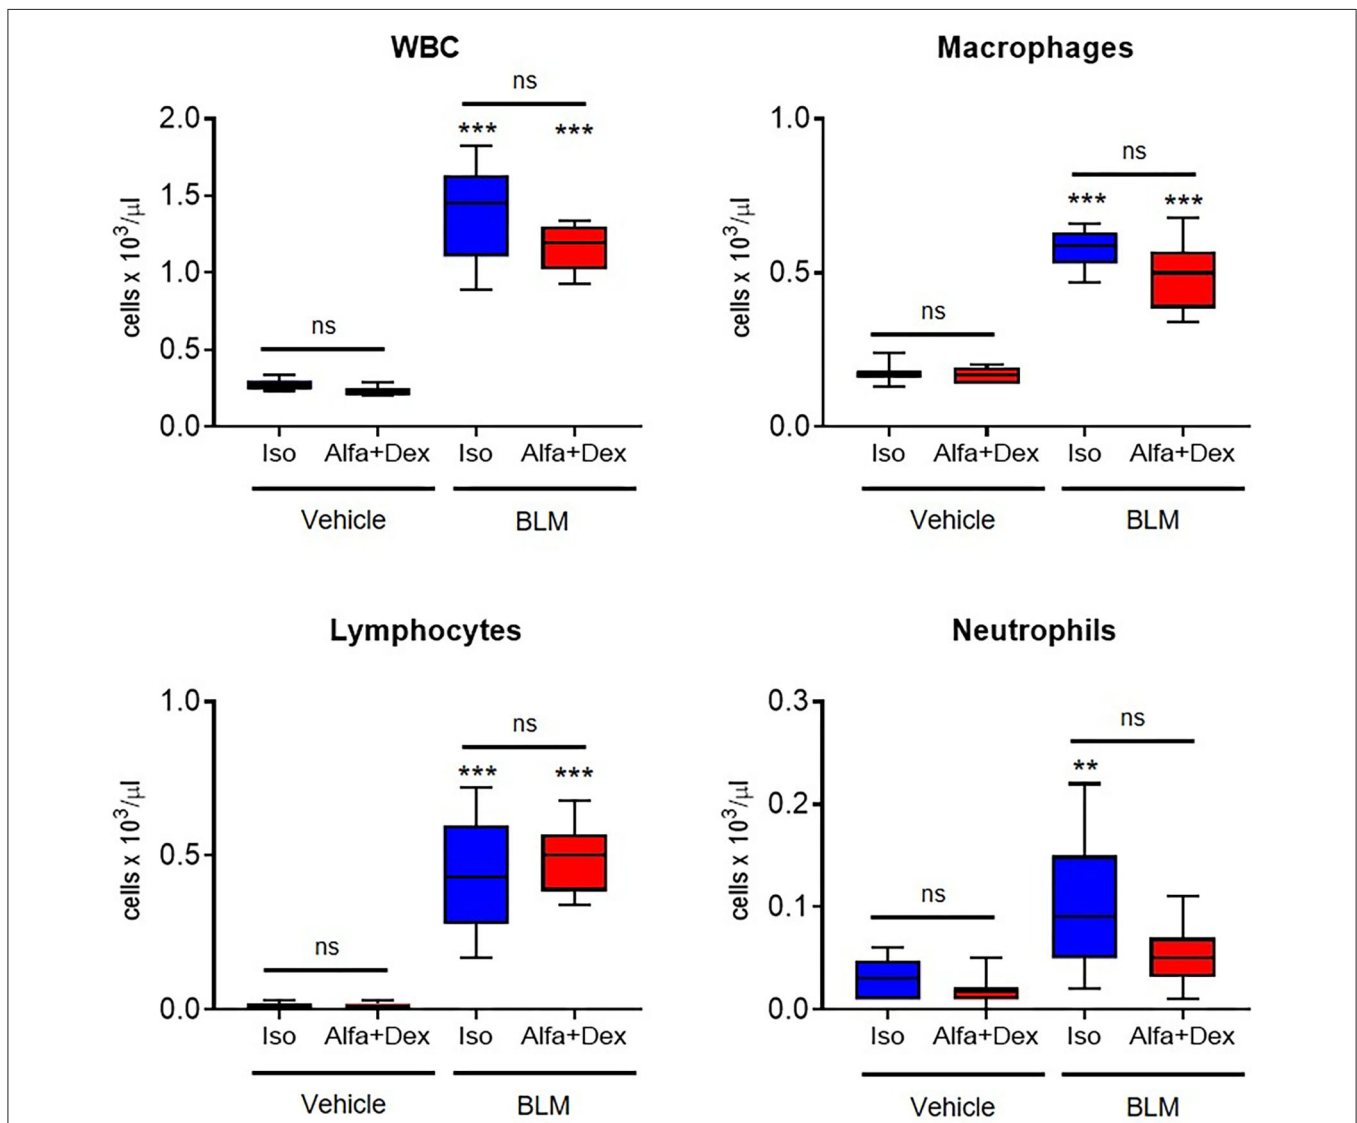 WBC
ns
2.0
***
***
1.5
cells x 10³/µl
1.0
ns
0.5
0.0
Iso Alfa+Dex Iso Alfa+Dex
Vehicle BLM
Macrophages
1.0
ns
***
***
cells x 10³/µl
0.5
ns
0.0
Iso Alfa+Dex Iso Alfa+Dex
Vehicle BLM
Lymphocytes
1.0
ns
***
***
cells x 10³/µl
0.5
ns
0.0
Iso Alfa+Dex Iso Alfa+Dex
Vehicle BLM
Neutrophils
0.3
ns
**
0.2
cells x 10³/µl
0.1
ns
0.0
Iso Alfa+Dex Iso Alfa+Dex
Vehicle BLM